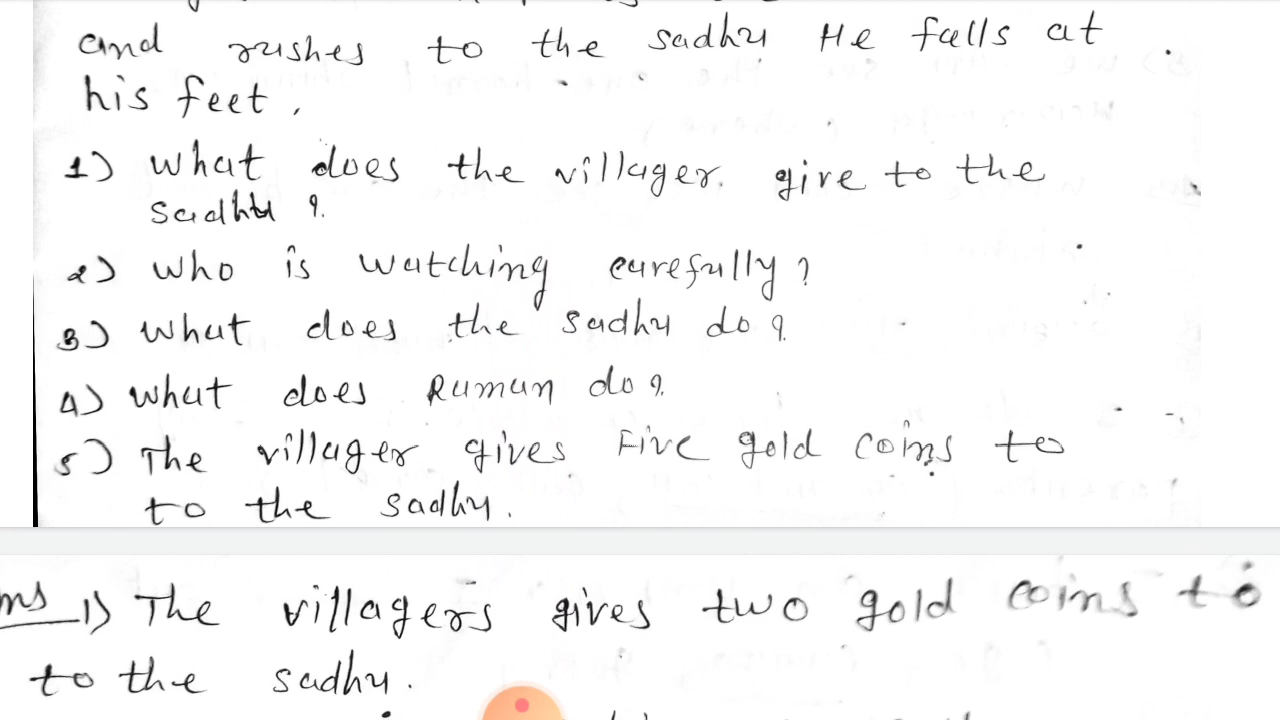 and rushes to the sadhu He falls at
his feet.
1) What does the villager. give to the
Sadhu ?
2) Who is watching carefully ?
3) What does the Sadhu do ?
4) What does Raman do ?
5) The villager gives Five gold coins to
to the sadhu.
Ans 1) The villagers gives two gold coins to
to the sadhu.